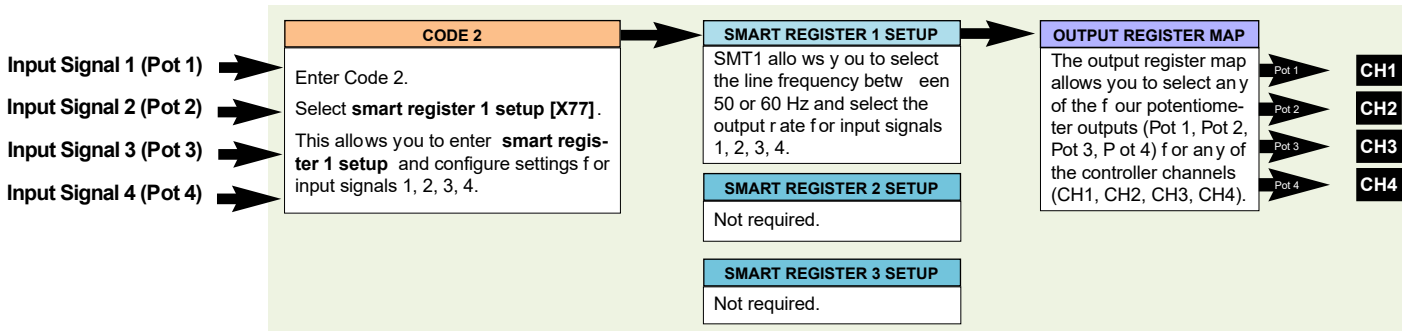 Input Signal 1 (Pot 1)
Input Signal 2 (Pot 2)
Input Signal 3 (Pot 3)
Input Signal 4 (Pot 4)
CODE 2
Enter Code 2.
Select smart register 1 setup [X77].
This allows you to enter smart regis-
ter 1 setup and configure settings f or
input signals 1, 2, 3, 4.
SMART REGISTER 1 SETUP
SMT1 allo ws y ou to select
the line frequency betw een
50 or 60 Hz and select the
output r ate f or input signals
1, 2, 3, 4.
SMART REGISTER 2 SETUP
Not required.
SMART REGISTER 3 SETUP
Not required.
OUTPUT REGISTER MAP
The output register map
allows you to select an y
of the f our potentiome-
ter outputs (Pot 1, Pot 2,
Pot 3, P ot 4) f or an y of
the controller channels
(CH1, CH2, CH3, CH4).
Pot 1
CH1
Pot 2
CH2
Pot 3
CH3
Pot 4
CH4